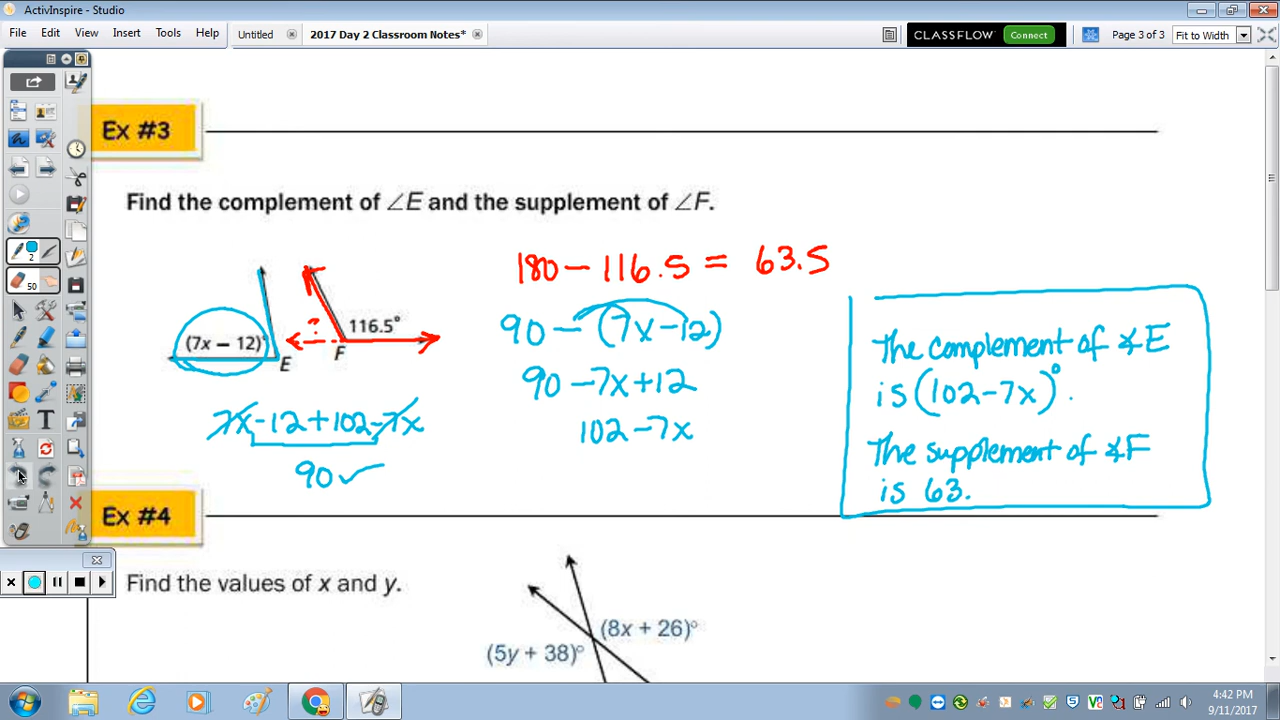 ActivInspire - Studio
File Edit View Insert Tools Help
Untitled
2017 Day 2 Classroom Notes*
CLASSFLOW Connect
Page 3 of 3
Fit to Width
2
50
Ex #3
Find the complement of ∠E and the supplement of ∠F.
180 - 116.5 = 63.5
?
116.5°
(7x − 12)°
E
F
90 - (7x - 12)
90 - 7x + 12
102 - 7x
7x - 12 + 102 - 7x
90 ✓
The complement of ∡E
is (102 - 7x)°.
The supplement of ∡F
is 63.
Ex #4
Find the values of x and y.
(8x + 26)°
(5y + 38)°
4:42 PM
9/11/2017